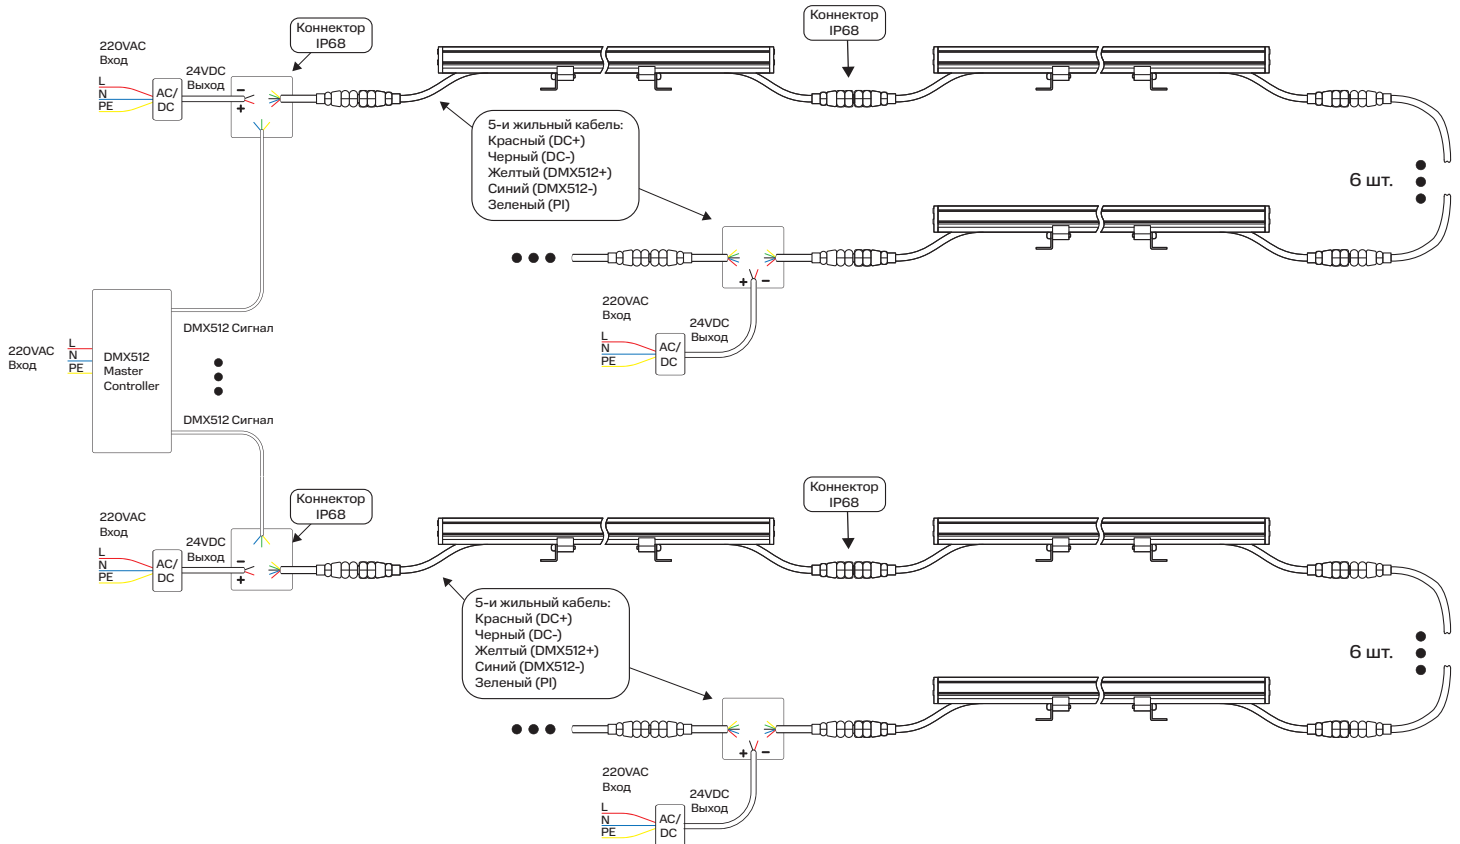 Коннектор
IP68
220VAC
Вход
L
N
PE
AC/
DC
24VDC
Выход
-
+
Коннектор
IP68
5-и жильный кабель:
Красный (DC+)
Черный (DC-)
Желтый (DMX512+)
Синий (DMX512-)
Зеленый (PI)
6 шт.
+ -
220VAC
Вход
L
N
PE
AC/
DC
24VDC
Выход
DMX512 Сигнал
220VAC
Вход
L
N
PE
DMX512
Master
Controller
DMX512 Сигнал
Коннектор
IP68
220VAC
Вход
L
N
PE
AC/
DC
24VDC
Выход
-
+
Коннектор
IP68
5-и жильный кабель:
Красный (DC+)
Черный (DC-)
Желтый (DMX512+)
Синий (DMX512-)
Зеленый (PI)
6 шт.
+ -
220VAC
Вход
L
N
PE
AC/
DC
24VDC
Выход